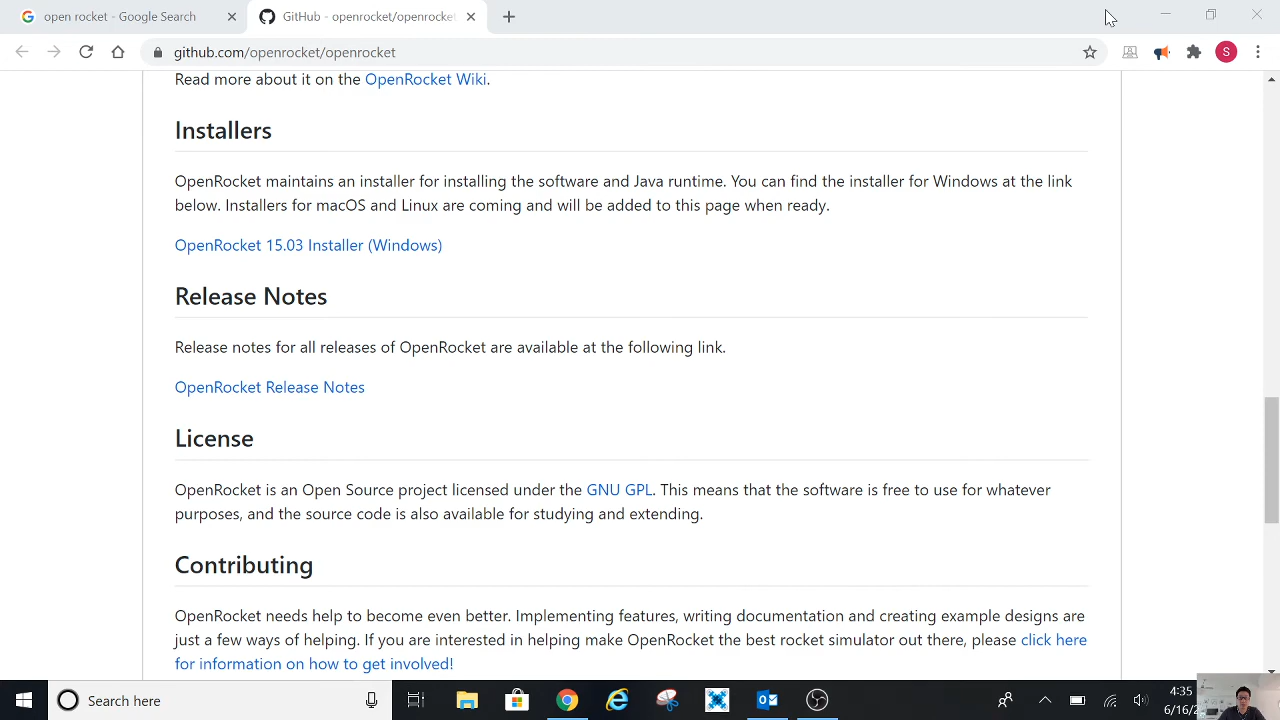 open rocket - Google Search
GitHub - openrocket/openrocket
github.com/openrocket/openrocket
S
Read more about it on the OpenRocket Wiki.
Installers
OpenRocket maintains an installer for installing the software and Java runtime. You can find the installer for Windows at the link
below. Installers for macOS and Linux are coming and will be added to this page when ready.
OpenRocket 15.03 Installer (Windows)
Release Notes
Release notes for all releases of OpenRocket are available at the following link.
OpenRocket Release Notes
License
OpenRocket is an Open Source project licensed under the GNU GPL. This means that the software is free to use for whatever
purposes, and the source code is also available for studying and extending.
Contributing
OpenRocket needs help to become even better. Implementing features, writing documentation and creating example designs are
just a few ways of helping. If you are interested in helping make OpenRocket the best rocket simulator out there, please click here
for information on how to get involved!
Search here
4:35
6/16